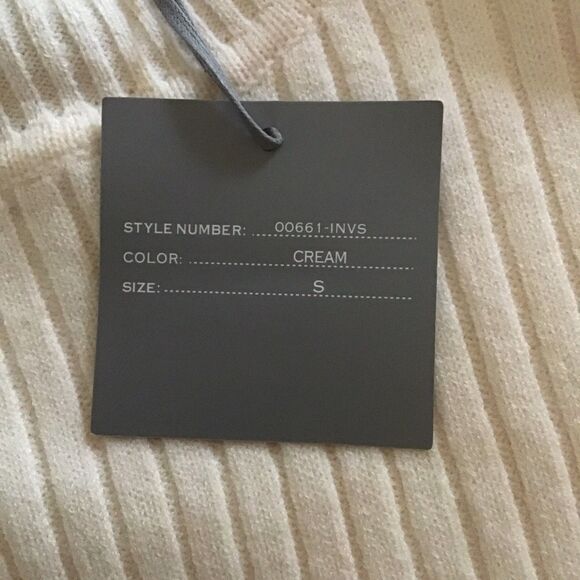 STYLE NUMBER: 00661-INVS
COLOR: CREAM
SIZE: S